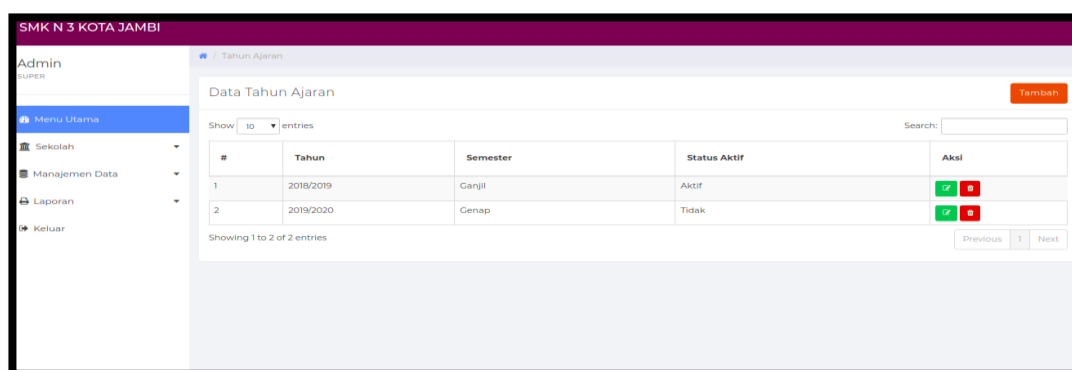 SMK N 3 KOTA JAMBI
Admin
SUPER
Menu Utama
Sekolah
Manajemen Data
Laporan
Keluar
/ Tahun Ajaran
Data Tahun Ajaran
Tambah
Show 10 entries
Search:
# Tahun Semester Status Aktif Aksi
1 2018/2019 Ganjil Aktif
2 2019/2020 Genap Tidak
Showing 1 to 2 of 2 entries
Previous 1 Next